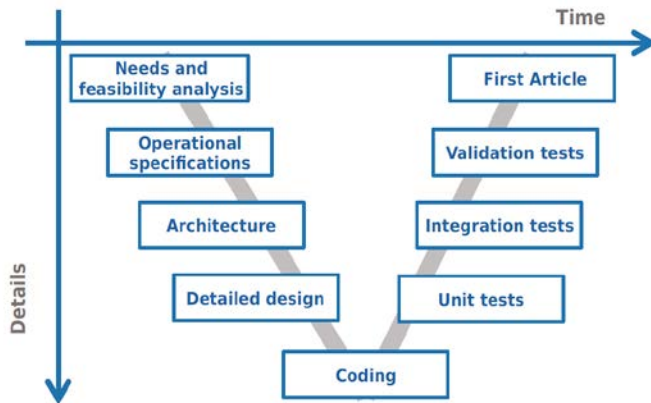 Time
Needs and
feasibility analysis
First Article
Operational
specifications
Validation tests
Architecture
Integration tests
Details
Detailed design
Unit tests
Coding